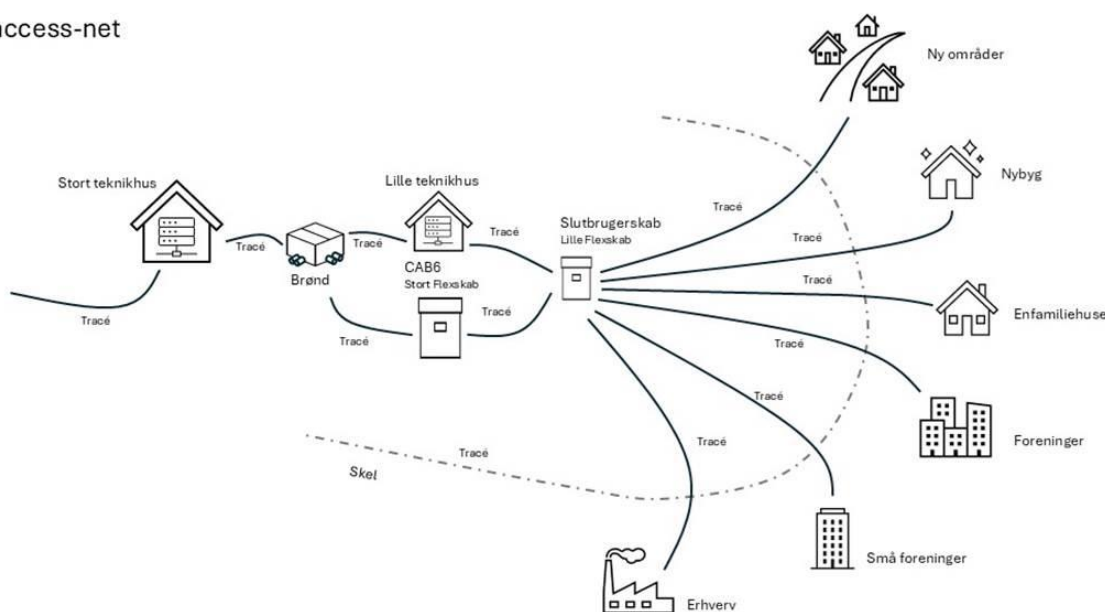 access-net
Ny områder
Nybyg
Stort teknikhus
Lille teknikhus
Tracé
Slutbrugerskab
Lille Flexskab
Tracé
Tracé
Tracé
Tracé
Brønd
CAB6
Stort Flexskab
Tracé
Enfamiliehuse
Tracé
Tracé
Tracé
Tracé
Tracé
Tracé
Foreninger
Tracé
Skel
Små foreninger
Erhverv